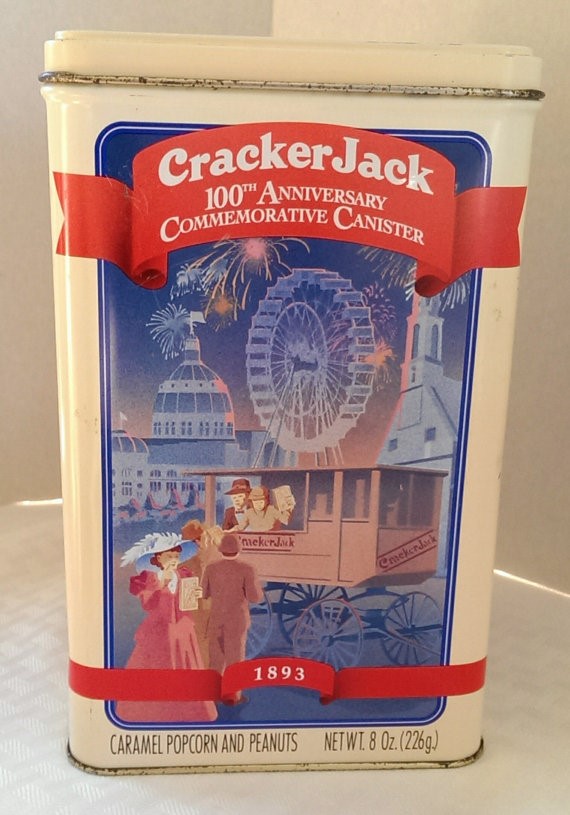 CrackerJack
100TH ANNIVERSARY
COMMEMORATIVE CANISTER
CrackerJack
CrackerJack
1893
CARAMEL POPCORN AND PEANUTS NET WT. 8 Oz. (226g.)